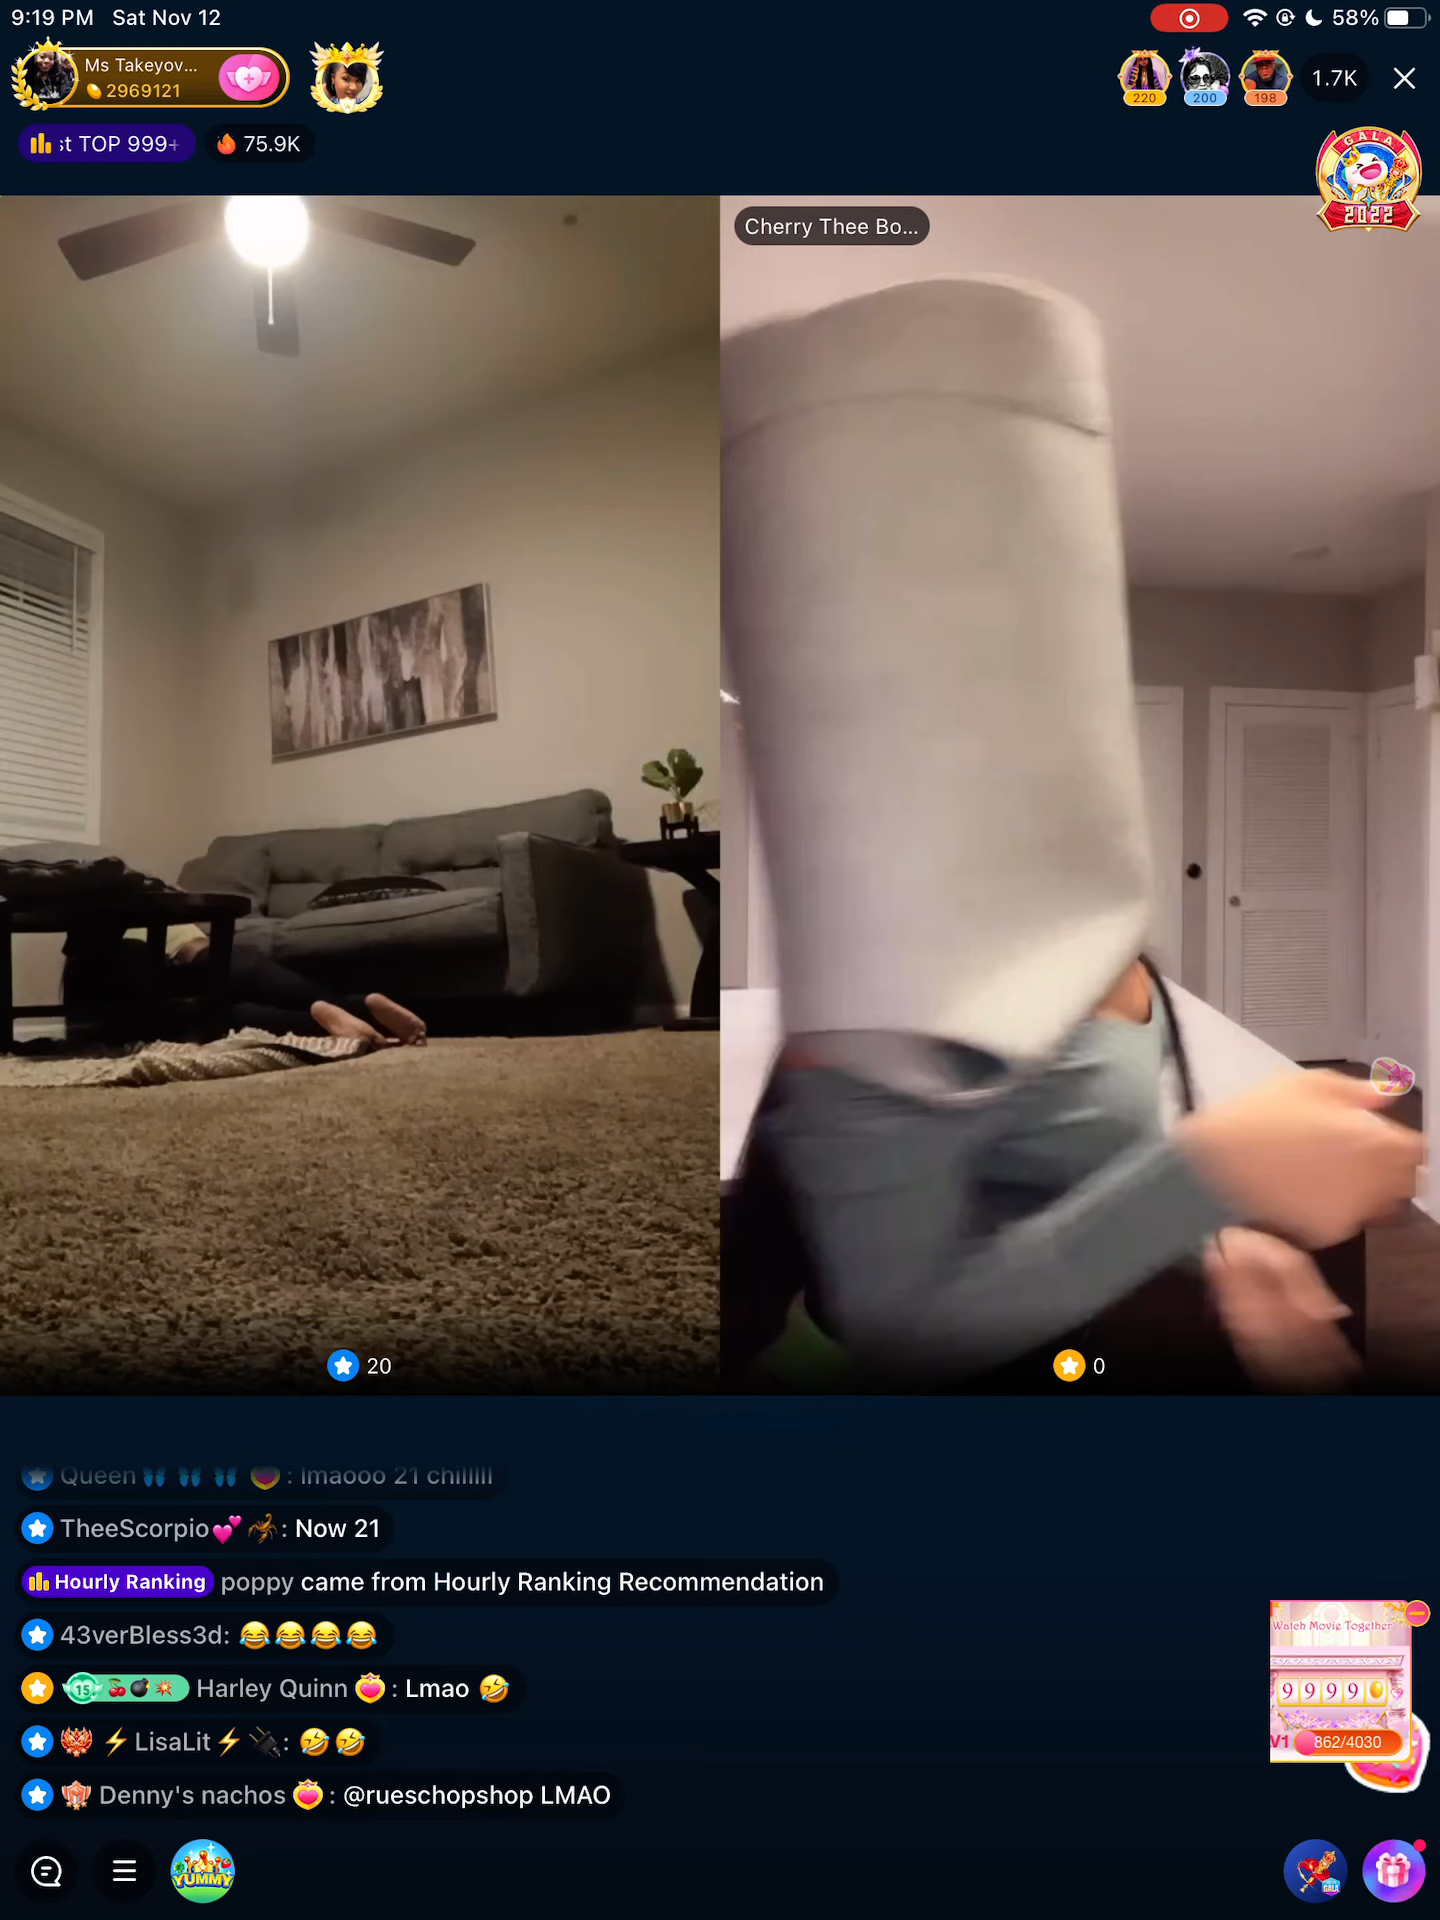 9:19 PM Sat Nov 12
58%
Ms Takeyov...
2969121
220
200
198
1.7K
st TOP 999+
75.9K
GALA
2022
Cherry Thee Bo...
20
0
Queen : lmaooo 21 chilllll
TheeScorpio💕🦂: Now 21
Hourly Ranking poppy came from Hourly Ranking Recommendation
43verBless3d: 😂😂😂😂
15 🍒💣💥 Harley Quinn : Lmao 🤣
⚡LisaLit⚡🔌: 🤣🤣
Denny's nachos : @rueschopshop LMAO
Watch Movie Together
9 9 9 9
V1 862/4030
YUMMY
GALA